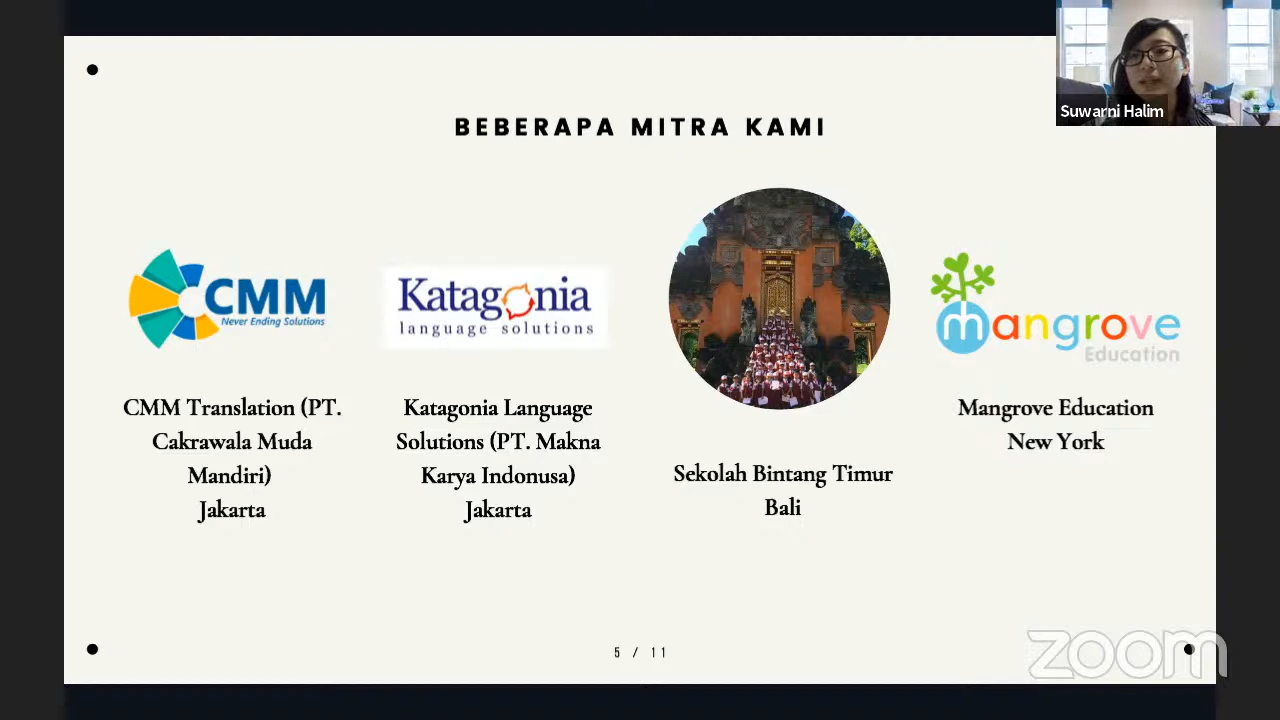 Suwarni Halim
BEBERAPA MITRA KAMI
CMM
Never Ending Solutions
Katagonia
language solutions
mangrove
Education
CMM Translation (PT.
Cakrawala Muda
Mandiri)
Jakarta
Katagonia Language
Solutions (PT. Makna
Karya Indonusa)
Jakarta
Sekolah Bintang Timur
Bali
Mangrove Education
New York
5 / 11
zoom